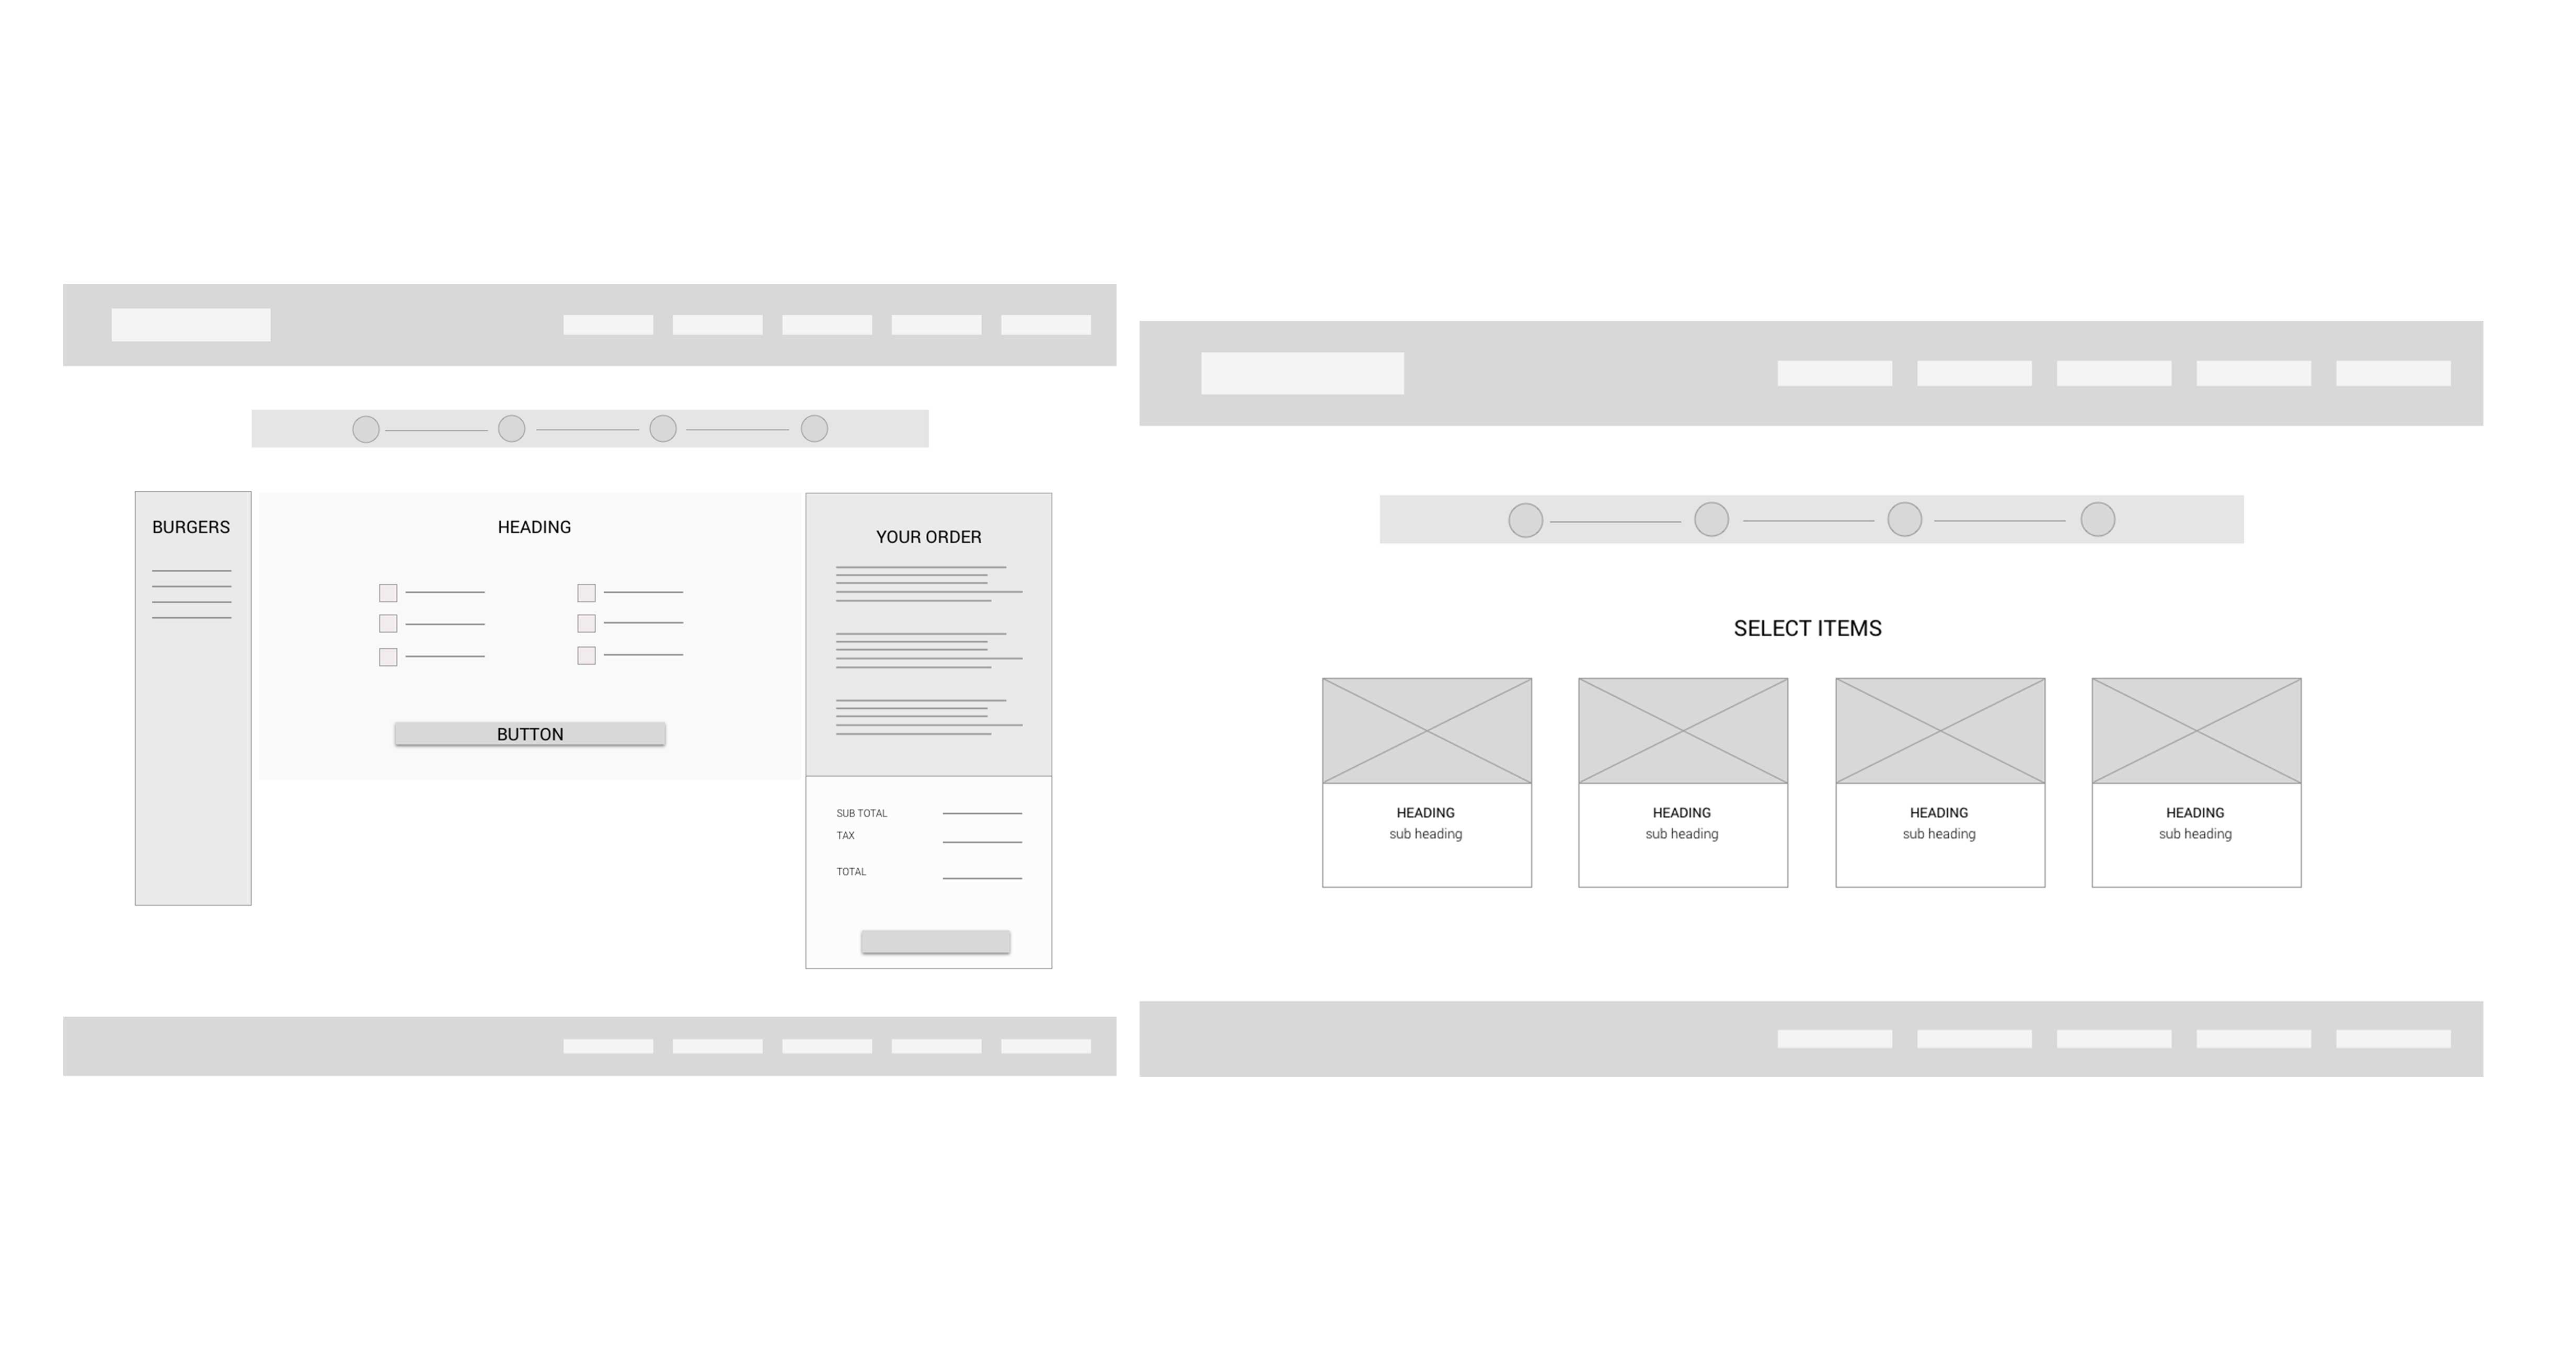 BURGERS
HEADING
BUTTON
YOUR ORDER
SUB TOTAL
TAX
TOTAL
SELECT ITEMS
HEADING
sub heading
HEADING
sub heading
HEADING
sub heading
HEADING
sub heading